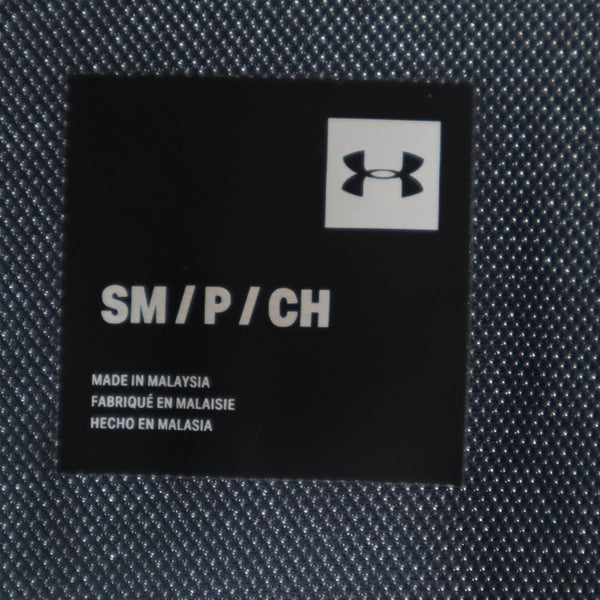 SM / P / CH
MADE IN MALAYSIA
FABRIQUÉ EN MALAISIE
HECHO EN MALASIA